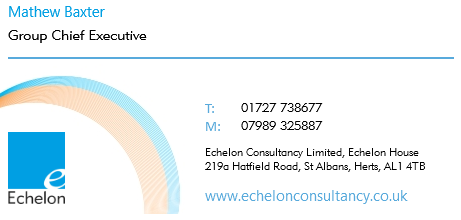 Mathew Baxter
Group Chief Executive
T: 01727 738677
M: 07989 325887
Echelon Consultancy Limited, Echelon House
219a Hatfield Road, St Albans, Herts, AL1 4TB
e
Echelon
www.echelonconsultancy.co.uk